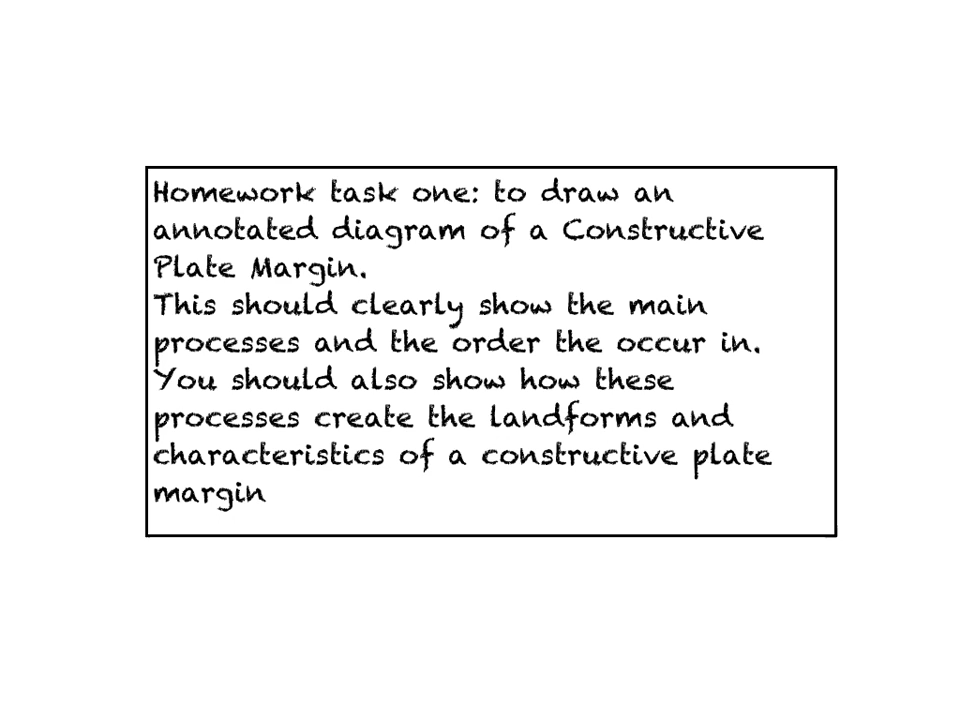 Homework task one: to draw an
annotated diagram of a Constructive
Plate Margin.
This should clearly show the main
processes and the order the occur in.
You should also show how these
processes create the landforms and
characteristics of a constructive plate
margin